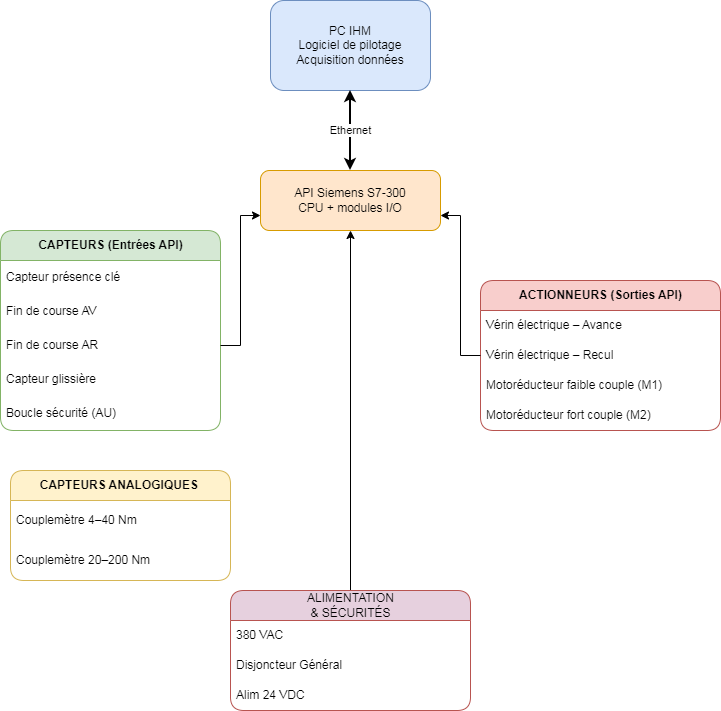 PC IHM
Logiciel de pilotage
Acquisition données
Ethernet
API Siemens S7-300
CPU + modules I/O
CAPTEURS (Entrées API)
Capteur présence clé
Fin de course AV
Fin de course AR
Capteur glissière
Boucle sécurité (AU)
ACTIONNEURS (Sorties API)
Vérin électrique – Avance
Vérin électrique – Recul
Motoréducteur faible couple (M1)
Motoréducteur fort couple (M2)
CAPTEURS ANALOGIQUES
Couplemètre 4–40 Nm
Couplemètre 20–200 Nm
ALIMENTATION
& SÉCURITÉS
380 VAC
Disjoncteur Général
Alim 24 VDC